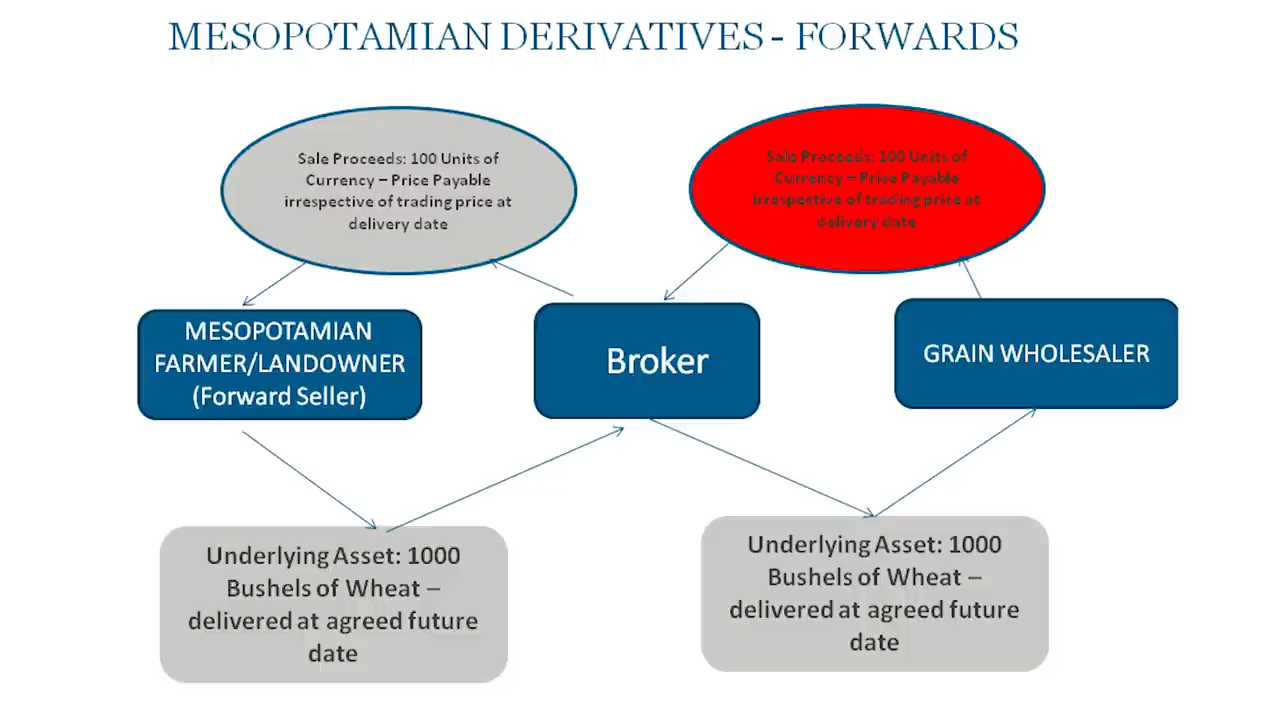 MESOPOTAMIAN DERIVATIVES - FORWARDS
Sale Proceeds: 100 Units of
Currency – Price Payable
irrespective of trading price at
delivery date
Sale Proceeds: 100 Units of
Currency – Price Payable
irrespective of trading price at
delivery date
MESOPOTAMIAN
FARMER/LANDOWNER
(Forward Seller)
Broker
GRAIN WHOLESALER
Underlying Asset: 1000
Bushels of Wheat –
delivered at agreed future
date
Underlying Asset: 1000
Bushels of Wheat –
delivered at agreed future
date